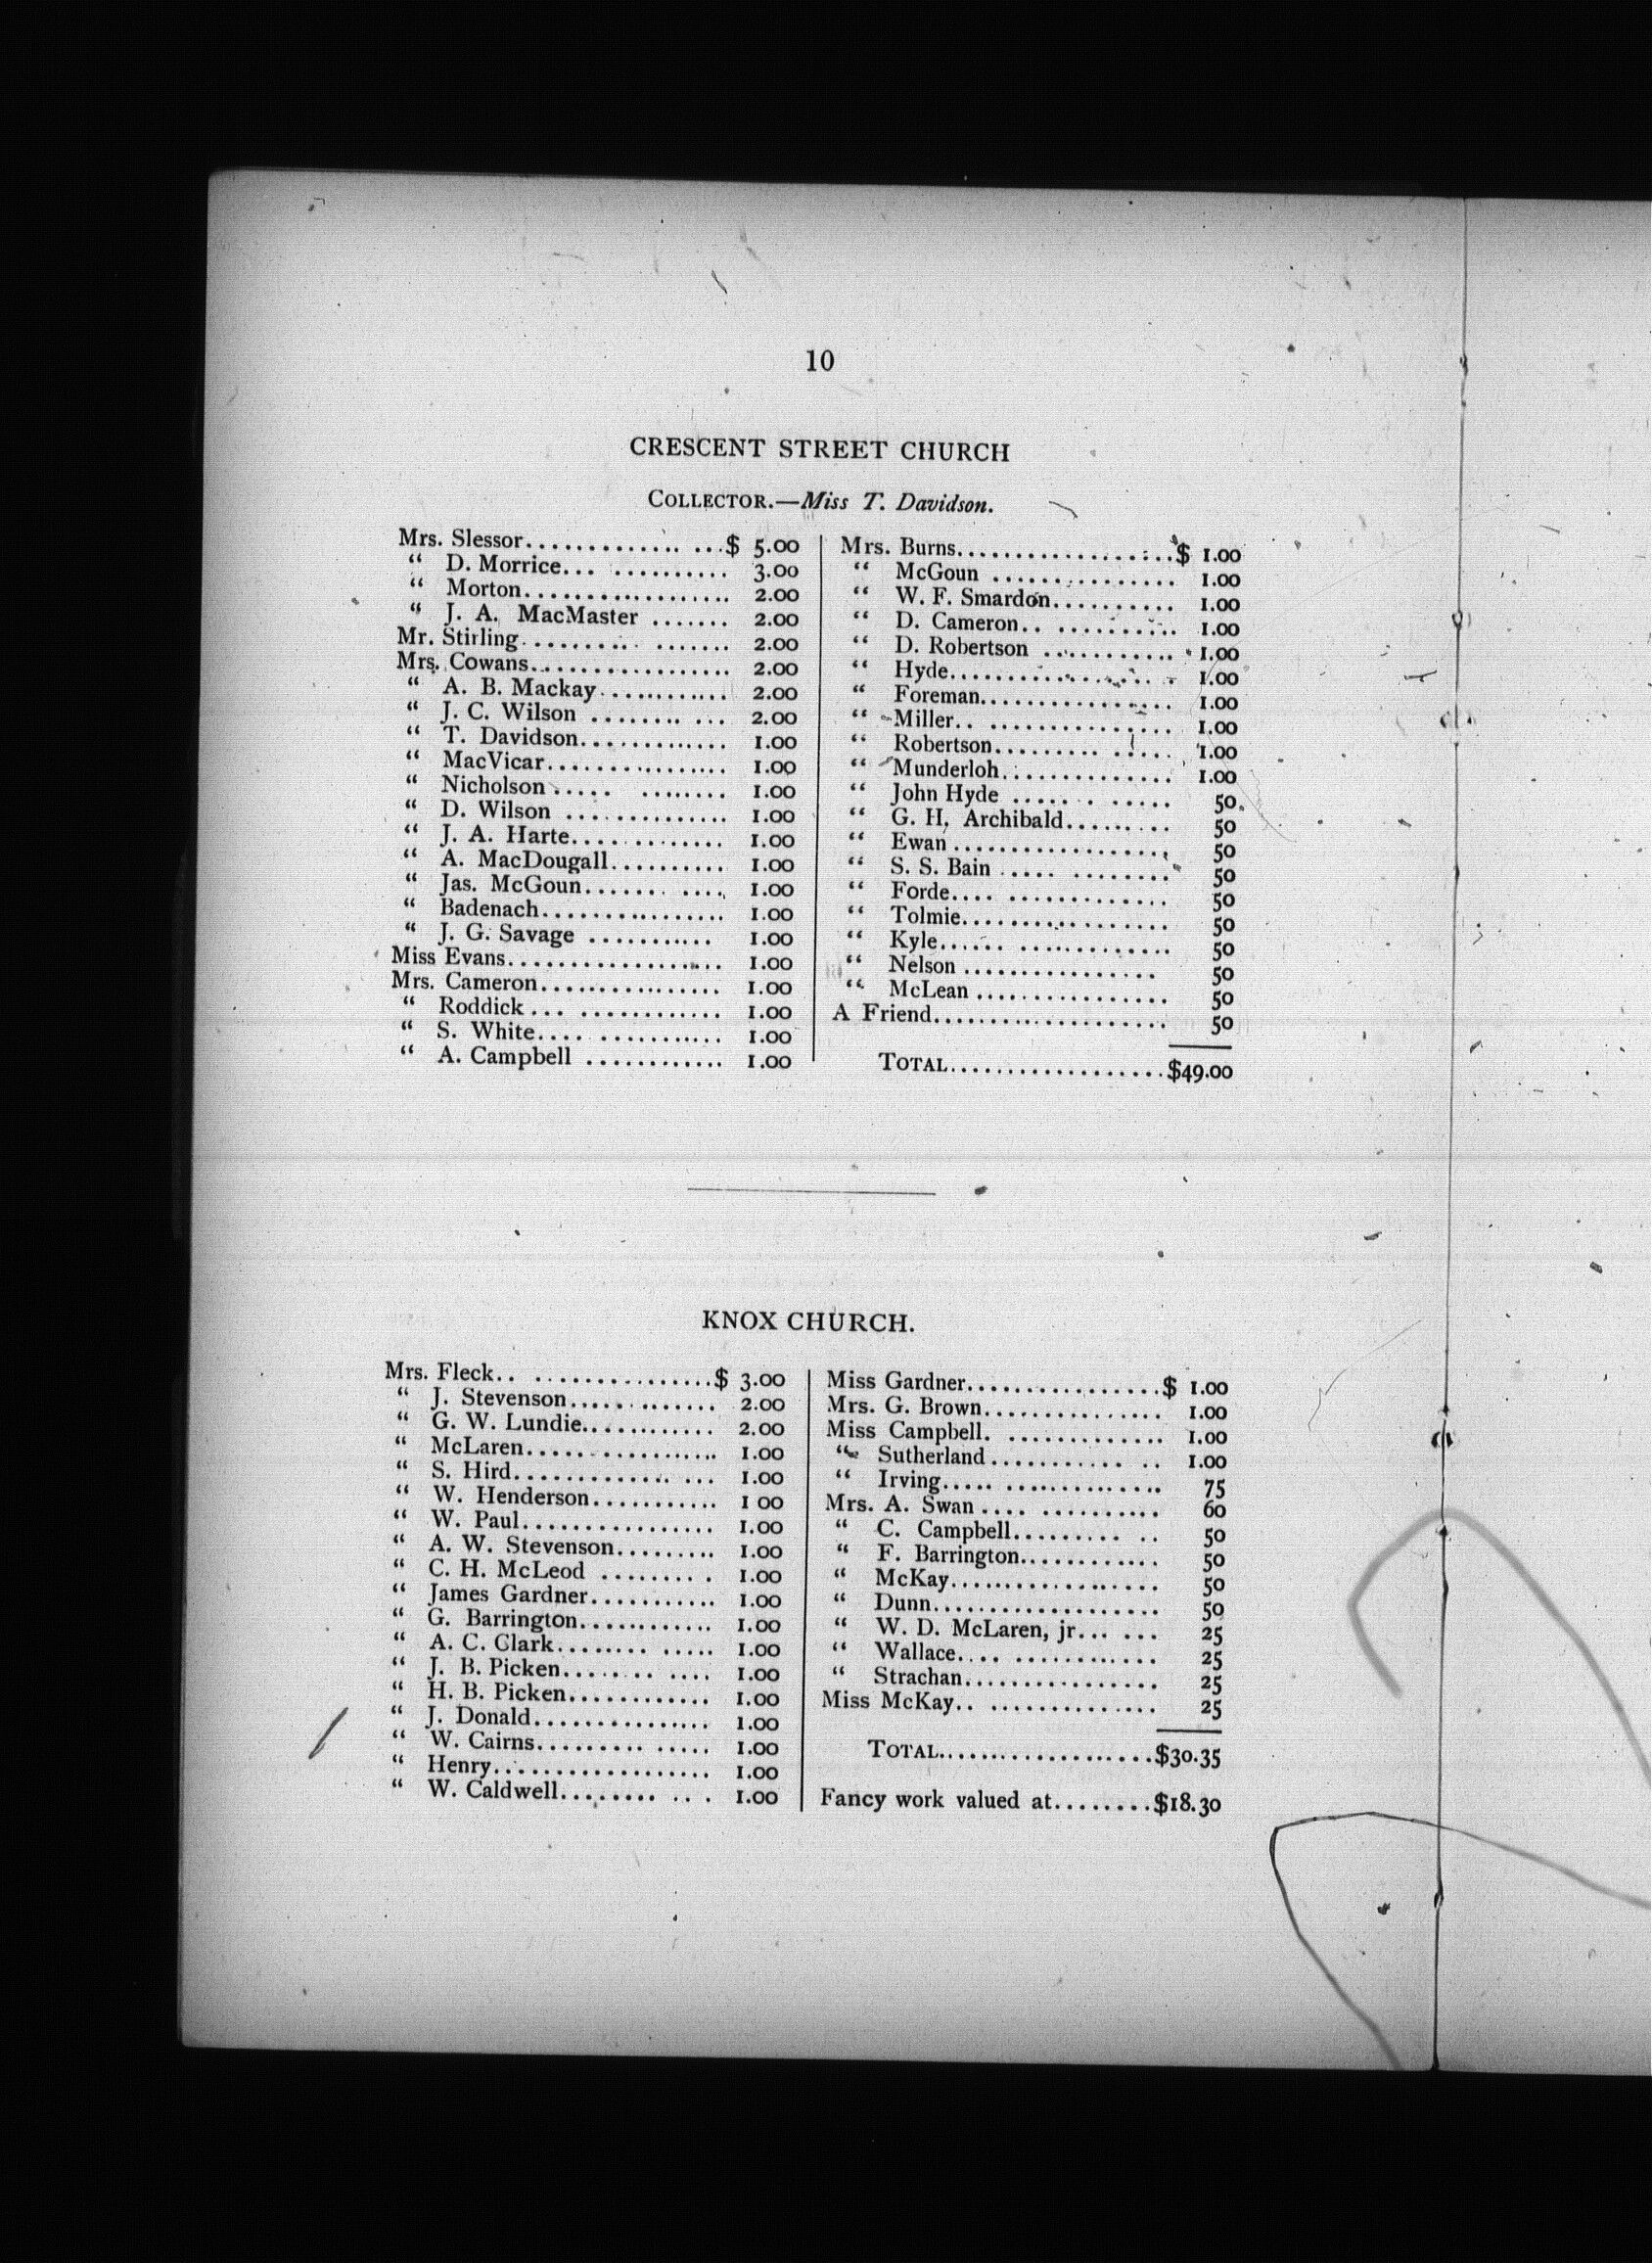 10
CRESCENT STREET CHURCH
COLLECTOR.—Miss T. Davidson.
Mrs. Slessor.................$ 5.00
“ D. Morrice............. 3.00
“ Morton................. 2.00
“ J. A. MacMaster ....... 2.00
Mr. Stirling................ 2.00
Mrs. Cowans................ 2.00
“ A. B. Mackay........... 2.00
“ J. C. Wilson ........... 2.00
“ T. Davidson............ 1.00
“ MacVicar............... 1.00
“ Nicholson ............. 1.00
“ D. Wilson ............. 1.00
“ J. A. Harte............ 1.00
“ A. MacDougall.......... 1.00
“ Jas. McGoun........... 1.00
“ Badenach............... 1.00
“ J. G. Savage ........... 1.00
Miss Evans.................. 1.00
Mrs. Cameron............... 1.00
“ Roddick ............... 1.00
“ S. White............... 1.00
“ A. Campbell ............ 1.00
Mrs. Burns.................$ 1.00
“ McGoun ............... 1.00
“ W. F. Smardon.......... 1.00
“ D. Cameron............ 1.00
“ D. Robertson .......... 1.00
“ Hyde.................. 1.00
“ Foreman............... 1.00
“ Miller................. 1.00
“ Robertson.............. 1.00
“ Munderloh............. 1.00
“ John Hyde ............. 50
“ G. H. Archibald......... 50
“ Ewan .................. 50
“ S. S. Bain ............. 50
“ Forde................. 50
“ Tolmie................. 50
“ Kyle.................. 50
“ Nelson ................ 50
“ McLean ................ 50
A Friend.................... 50
TOTAL..................$49.00
KNOX CHURCH.
Mrs. Fleck..................$ 3.00
“ J. Stevenson............ 2.00
“ G. W. Lundie........... 2.00
“ McLaren................ 1.00
“ S. Hird................ 1.00
“ W. Henderson........... 1 00
“ W. Paul................ 1.00
“ A. W. Stevenson......... 1.00
“ C. H. McLeod .......... 1.00
“ James Gardner........... 1.00
“ G. Barrington............ 1.00
“ A. C. Clark............. 1.00
“ J. B. Picken............ 1.00
“ H. B. Picken............ 1.00
“ J. Donald............... 1.00
“ W. Cairns.............. 1.00
“ Henry.................. 1.00
“ W. Caldwell............ 1.00
Miss Gardner................$ 1.00
Mrs. G. Brown............... 1.00
Miss Campbell............... 1.00
“ Sutherland ............. 1.00
“ Irving................. 75
Mrs. A. Swan ............... 60
“ C. Campbell........... 50
“ F. Barrington............ 50
“ McKay................. 50
“ Dunn................... 50
“ W. D. McLaren, jr...... 25
“ Wallace................ 25
“ Strachan................ 25
Miss McKay................ 25
TOTAL..................$30.35
Fancy work valued at........$18.30